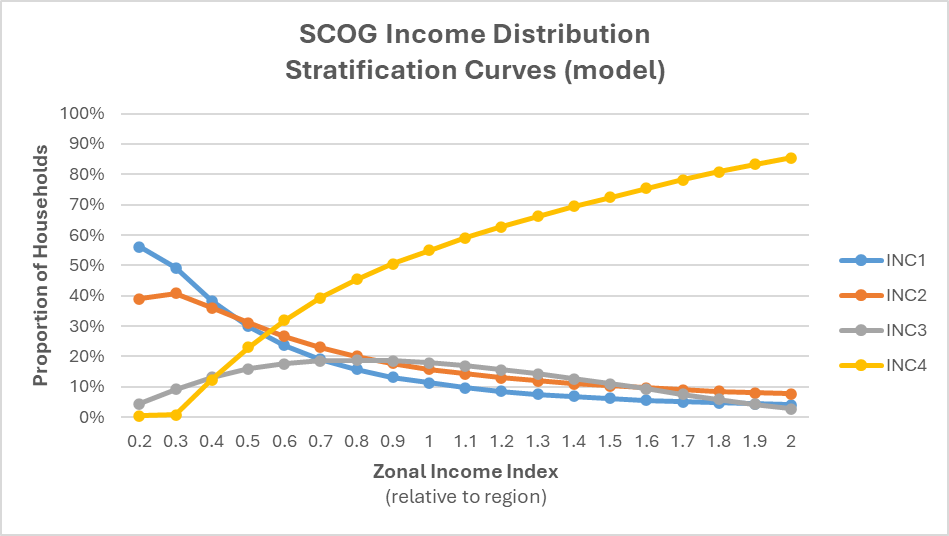 SCOG Income Distribution
Stratification Curves (model)
Proportion of Households
100%
90%
80%
70%
60%
50%
40%
30%
20%
10%
0%
INC1
INC2
INC3
INC4
0.2 0.3 0.4 0.5 0.6 0.7 0.8 0.9 1 1.1 1.2 1.3 1.4 1.5 1.6 1.7 1.8 1.9 2
Zonal Income Index
(relative to region)